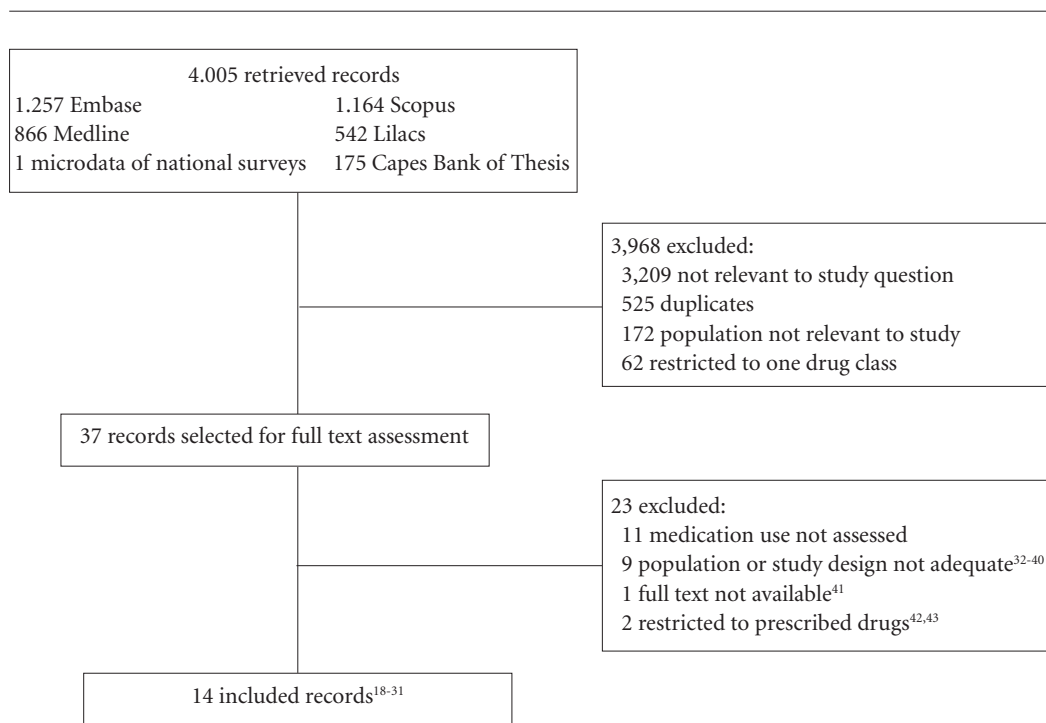 4.005 retrieved records
1.257 Embase 1.164 Scopus
866 Medline 542 Lilacs
1 microdata of national surveys 175 Capes Bank of Thesis
3,968 excluded:
3,209 not relevant to study question
525 duplicates
172 population not relevant to study
62 restricted to one drug class
37 records selected for full text assessment
23 excluded:
11 medication use not assessed
9 population or study design not adequate32-40
1 full text not available41
2 restricted to prescribed drugs42,43
14 included records18-31